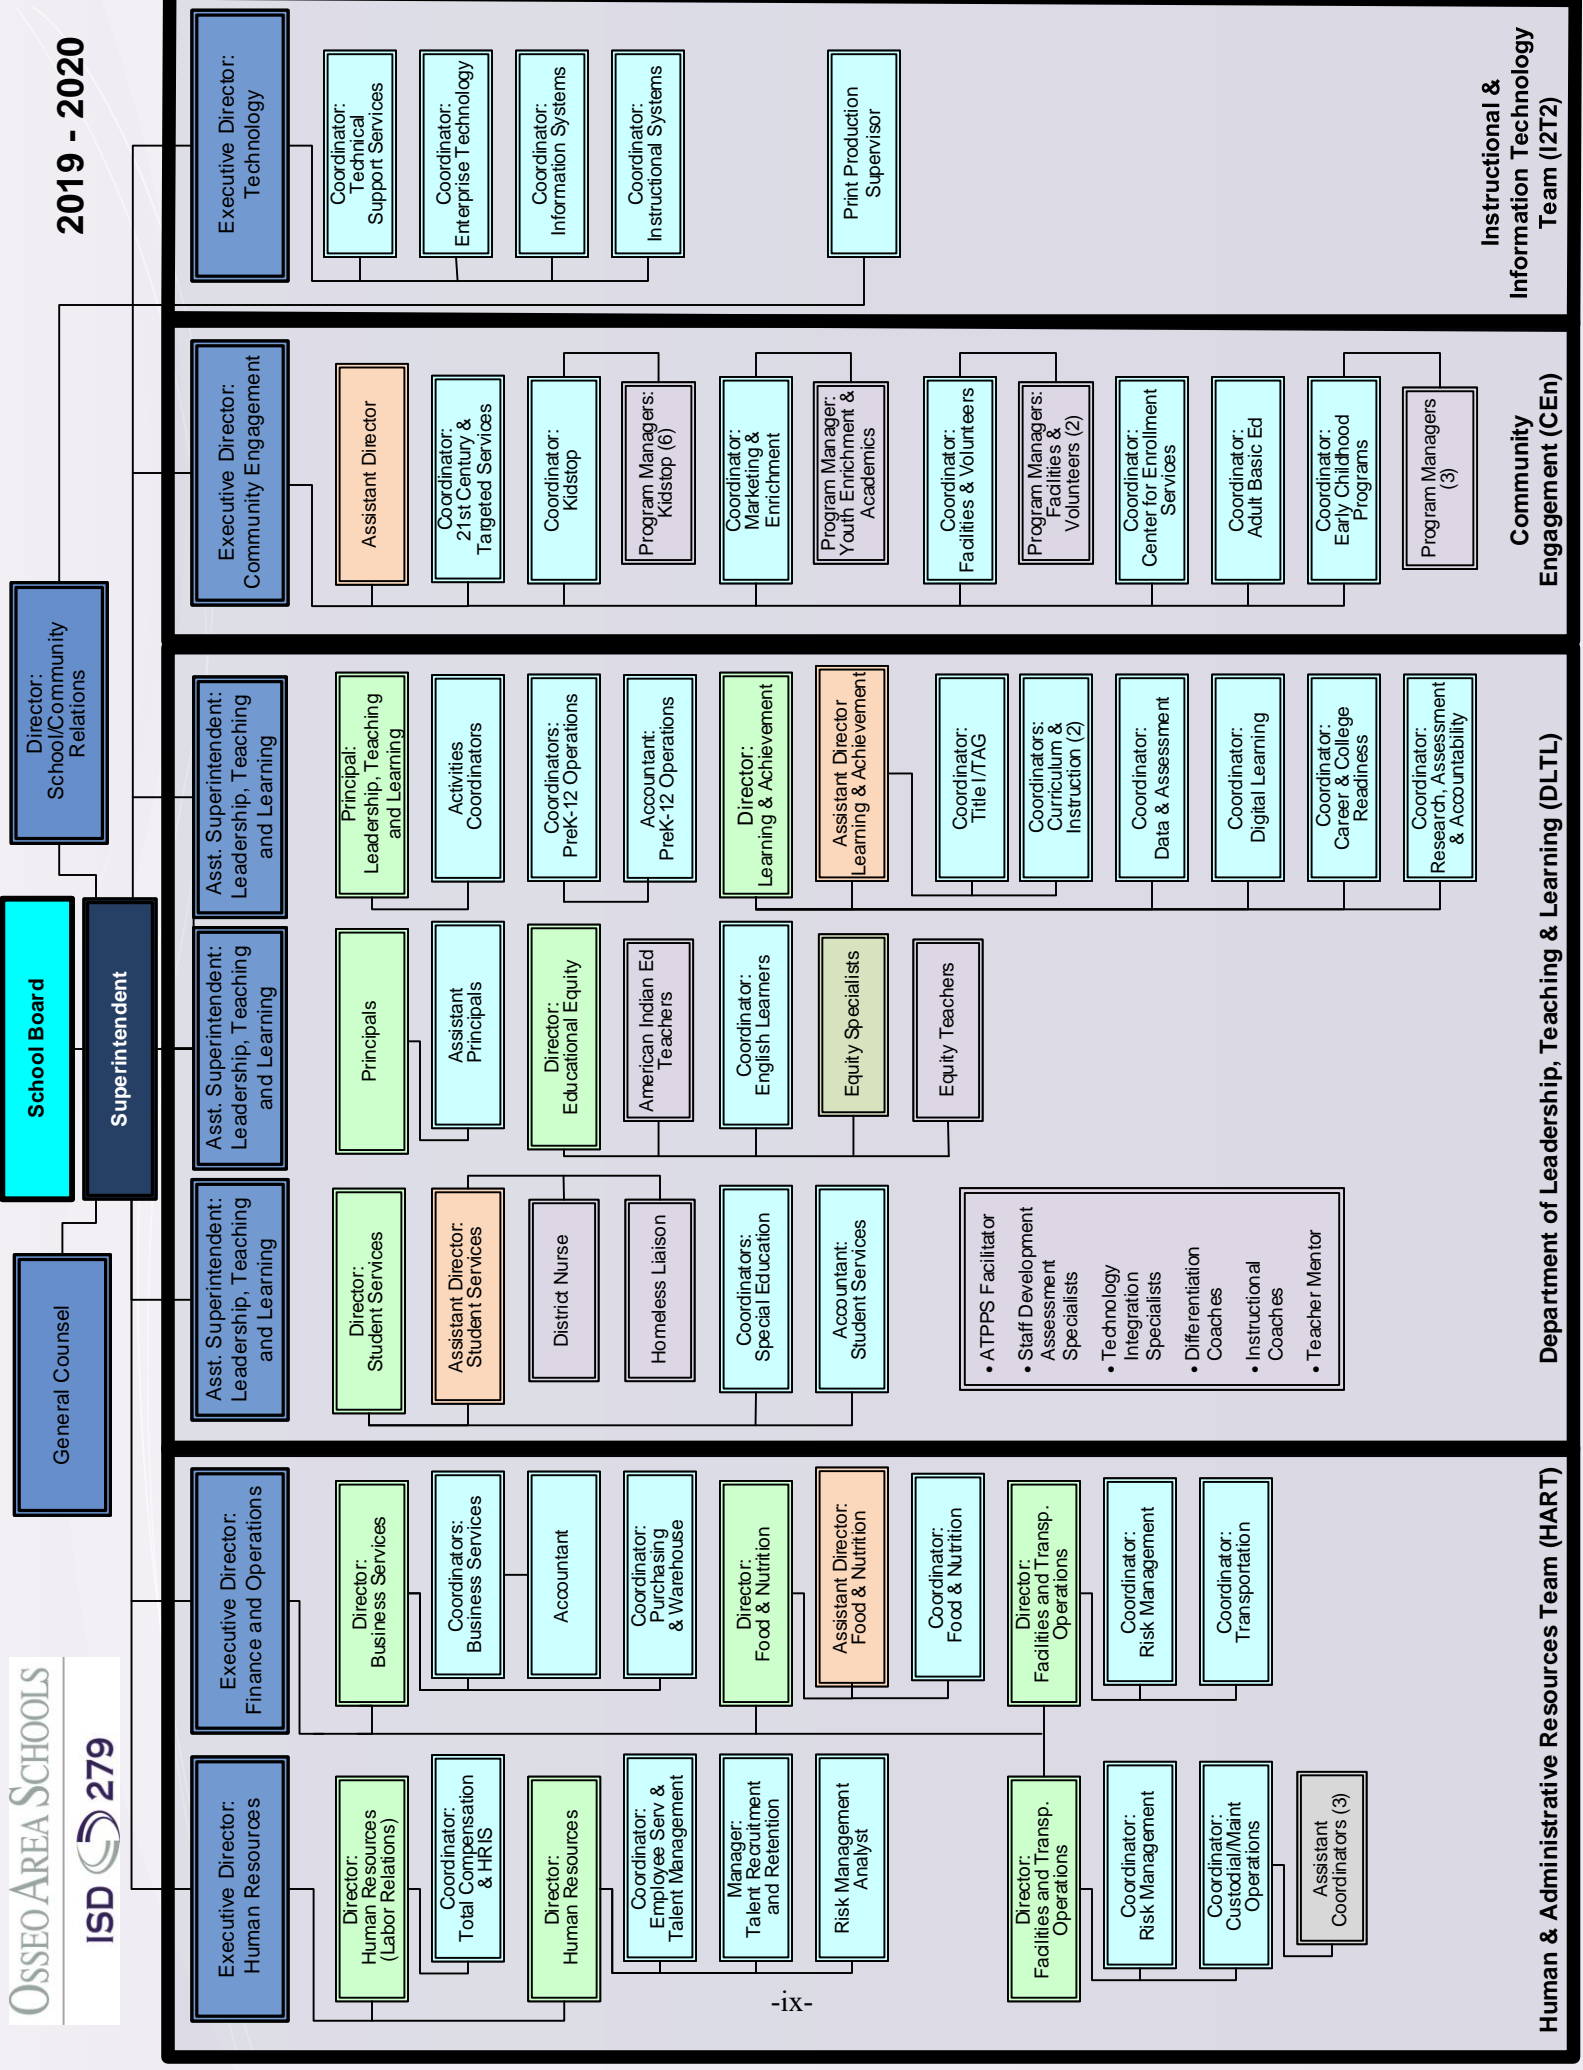 OSSEO AREA SCHOOLS
ISD 279
2019 - 2020
School Board
Superintendent
General Counsel
Director:
School/Community
Relations
Executive Director:
Human Resources
Director:
Human Resources
(Labor Relations)
Coordinator:
Total Compensation
& HRIS
Director:
Human Resources
Coordinator:
Employee Serv &
Talent Management
Manager:
Talent Recruitment
and Retention
Risk Management
Analyst
Director:
Facilities and Transp.
Operations
Coordinator:
Risk Management
Coordinator:
Custodial/Maint
Operations
Assistant
Coordinators (3)
Executive Director:
Finance and Operations
Director:
Business Services
Coordinators:
Business Services
Accountant
Coordinator:
Purchasing
& Warehouse
Director:
Food & Nutrition
Assistant Director:
Food & Nutrition
Coordinator:
Food & Nutrition
Director:
Facilities and Transp.
Operations
Coordinator:
Risk Management
Coordinator:
Transportation
Human & Administrative Resources Team (HART)
Asst. Superintendent:
Leadership, Teaching
and Learning
Director:
Student Services
Assistant Director:
Student Services
District Nurse
Homeless Liaison
Coordinators:
Special Education
Accountant:
Student Services
• ATPPS Facilitator
• Staff Development
Assessment
Specialists
• Technology
Integration
Specialists
• Differentiation
Coaches
• Instructional
Coaches
• Teacher Mentor
Asst. Superintendent:
Leadership, Teaching
and Learning
Principals
Assistant
Principals
Director:
Educational Equity
American Indian Ed
Teachers
Coordinator:
English Learners
Equity Specialists
Equity Teachers
Asst. Superintendent:
Leadership, Teaching
and Learning
Principal:
Leadership, Teaching
and Learning
Activities
Coordinators
Coordinators:
PreK-12 Operations
Accountant:
PreK-12 Operations
Director:
Learning & Achievement
Assistant Director
Learning & Achievement
Coordinator:
Title I/TAG
Coordinators:
Curriculum &
Instruction (2)
Coordinator:
Data & Assessment
Coordinator:
Digital Learning
Coordinator:
Career & College
Readiness
Coordinator:
Research, Assessment
& Accountability
Department of Leadership, Teaching & Learning (DLTL)
Executive Director:
Community Engagement
Assistant Director
Coordinator:
21st Century &
Targeted Services
Coordinator:
Kidstop
Program Managers:
Kidstop (6)
Coordinator:
Marketing &
Enrichment
Program Manager:
Youth Enrichment &
Academics
Coordinator:
Facilities & Volunteers
Program Managers:
Facilities &
Volunteers (2)
Coordinator:
Center for Enrollment
Services
Coordinator:
Adult Basic Ed
Coordinator:
Early Childhood
Programs
Program Managers
(3)
Community
Engagement (CEn)
Executive Director:
Technology
Coordinator:
Technical
Support Services
Coordinator:
Enterprise Technology
Coordinator:
Information Systems
Coordinator:
Instructional Systems
Print Production
Supervisor
Instructional &
Information Technology
Team (I2T2)
-ix-